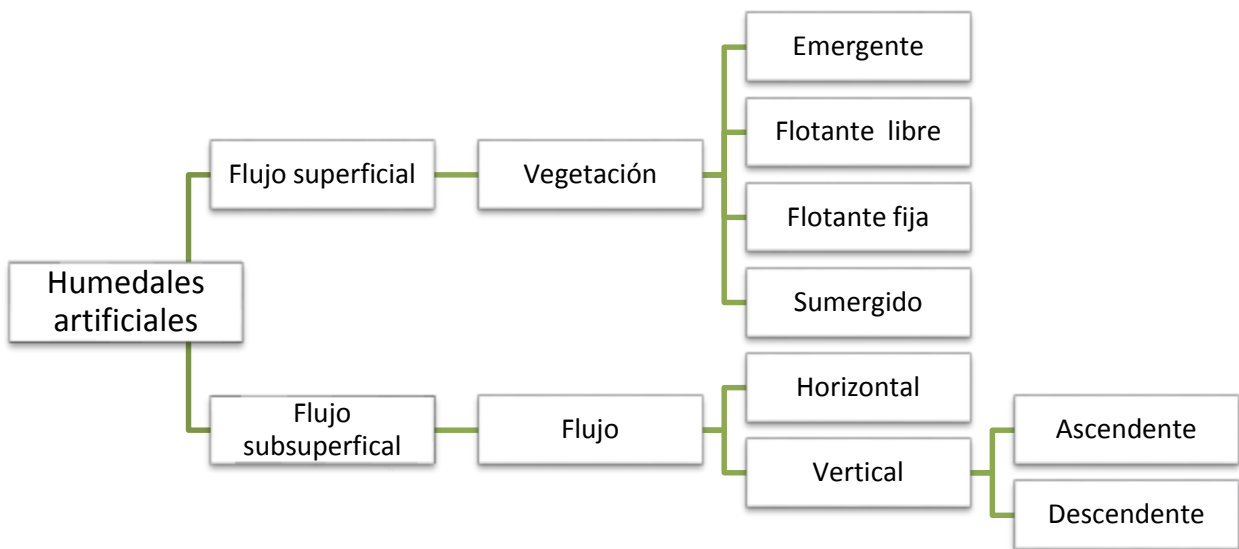 Emergente
Flotante libre
Flujo superficial
Vegetación
Flotante fija
Humedales
artificiales
Sumergido
Horizontal
Flujo
subsuperfical
Flujo
Ascendente
Vertical
Descendente